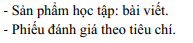 - Sản phẩm học tập: bài viết.
- Phiếu đánh giá theo tiêu chí.